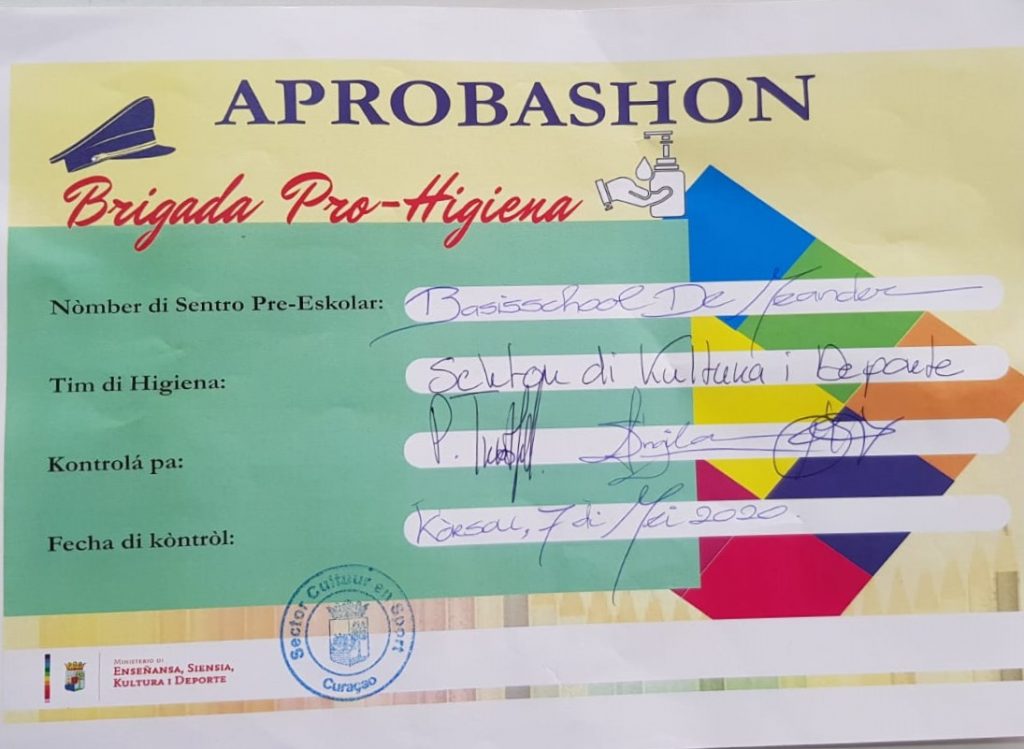 APROBASHON
Brigada Pro-Higiena
Nòmber di Sentro Pre-Eskolar: Basisschool De Meander
Tim di Higiena: Sektor di Kultura i Deporte
Kontrolá pa: P.
Fecha di kòntròl: Kòrsou, 7 di Mei 2020.
Sector Cultuur en Sport
Curaçao
Ministerio di
Enseñansa, Siensia,
Kultura i Deporte